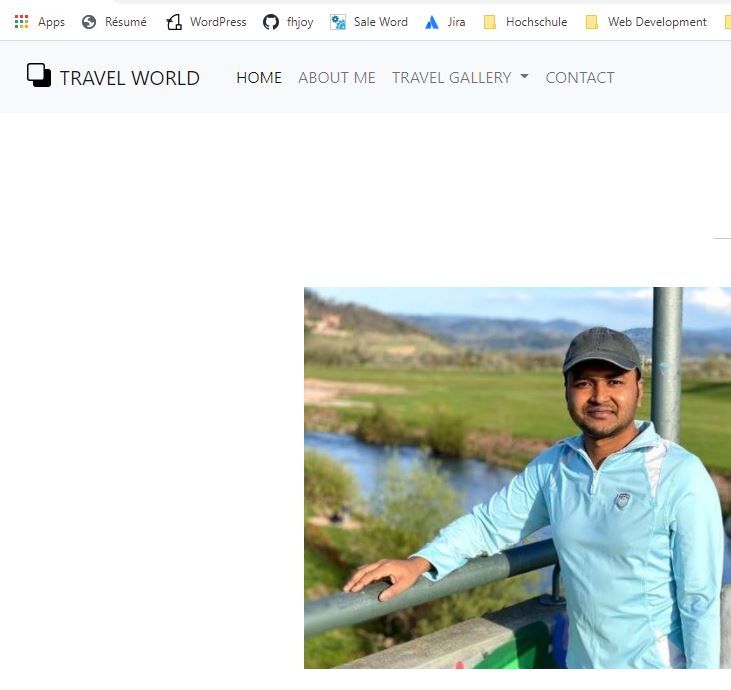 Apps Résumé WordPress fhjoy Sale Word Jira Hochschule Web Development
TRAVEL WORLD HOME ABOUT ME TRAVEL GALLERY CONTACT